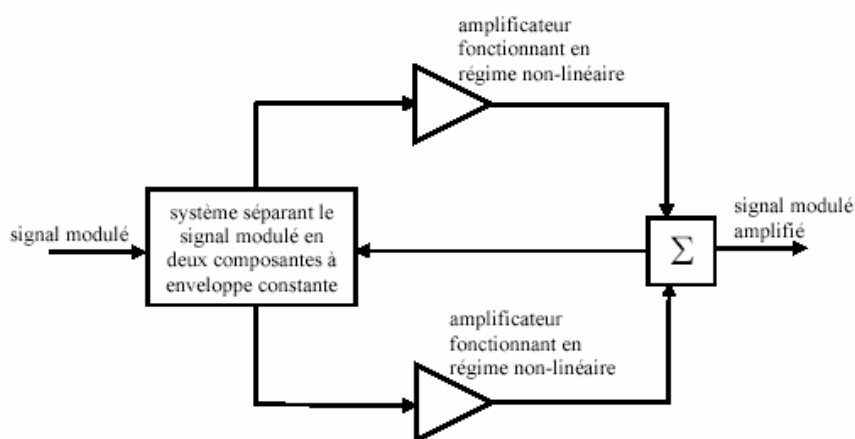 amplificateur
fonctionnant en
régime non-linéaire
signal modulé
système séparant le
signal modulé en
deux composantes à
enveloppe constante
Σ
signal modulé
amplifié
amplificateur
fonctionnant en
régime non-linéaire